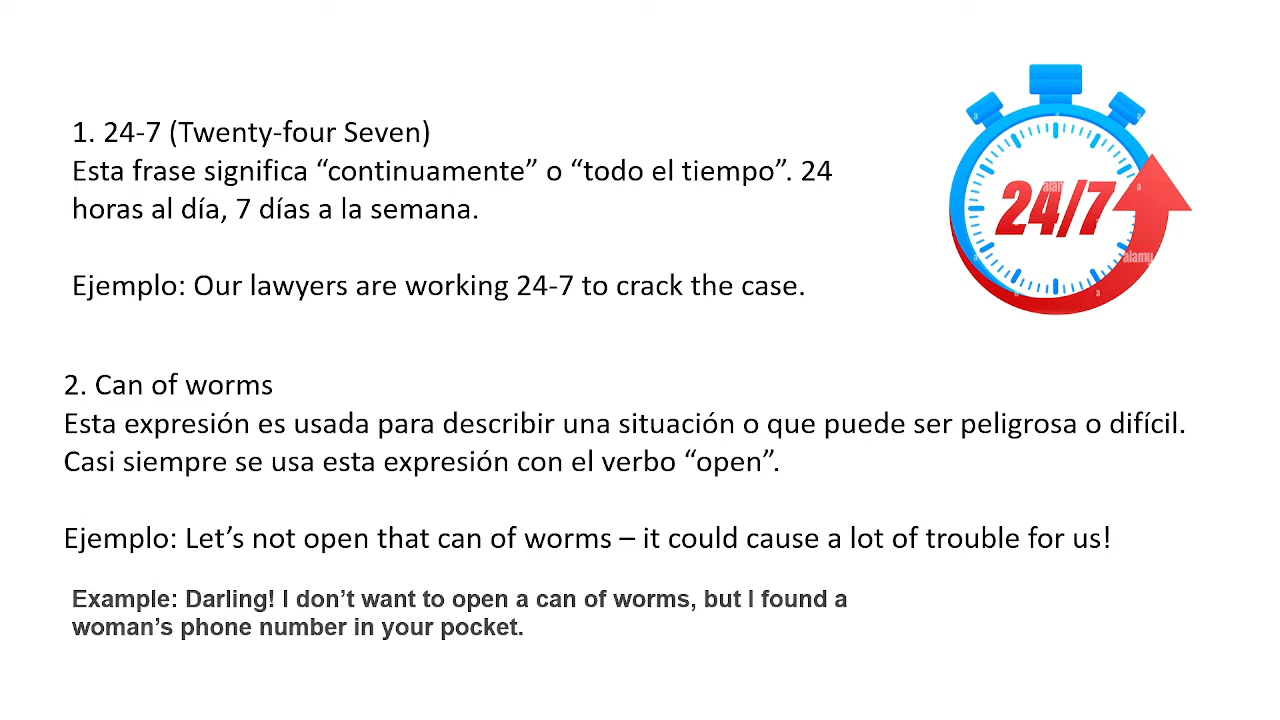 1. 24-7 (Twenty-four Seven)
Esta frase significa “continuamente” o “todo el tiempo”. 24
horas al día, 7 días a la semana.
Ejemplo: Our lawyers are working 24-7 to crack the case.
24/7
alamy
2. Can of worms
Esta expresión es usada para describir una situación o que puede ser peligrosa o difícil.
Casi siempre se usa esta expresión con el verbo “open”.
Ejemplo: Let’s not open that can of worms – it could cause a lot of trouble for us!
Example: Darling! I don’t want to open a can of worms, but I found a
woman’s phone number in your pocket.